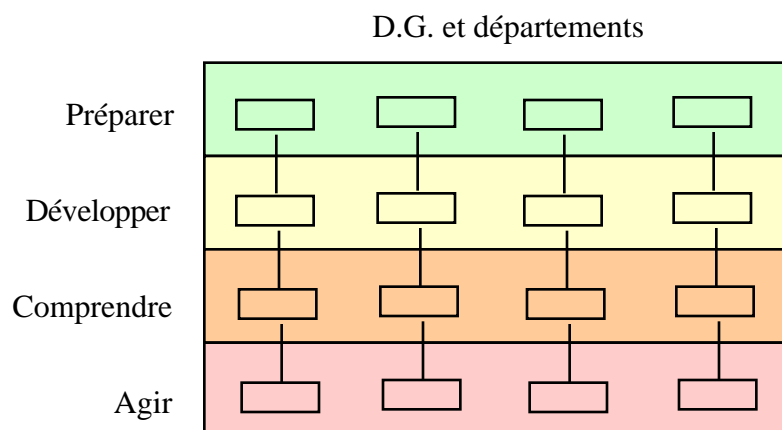 D.G. et départements
Préparer
Développer
Comprendre
Agir